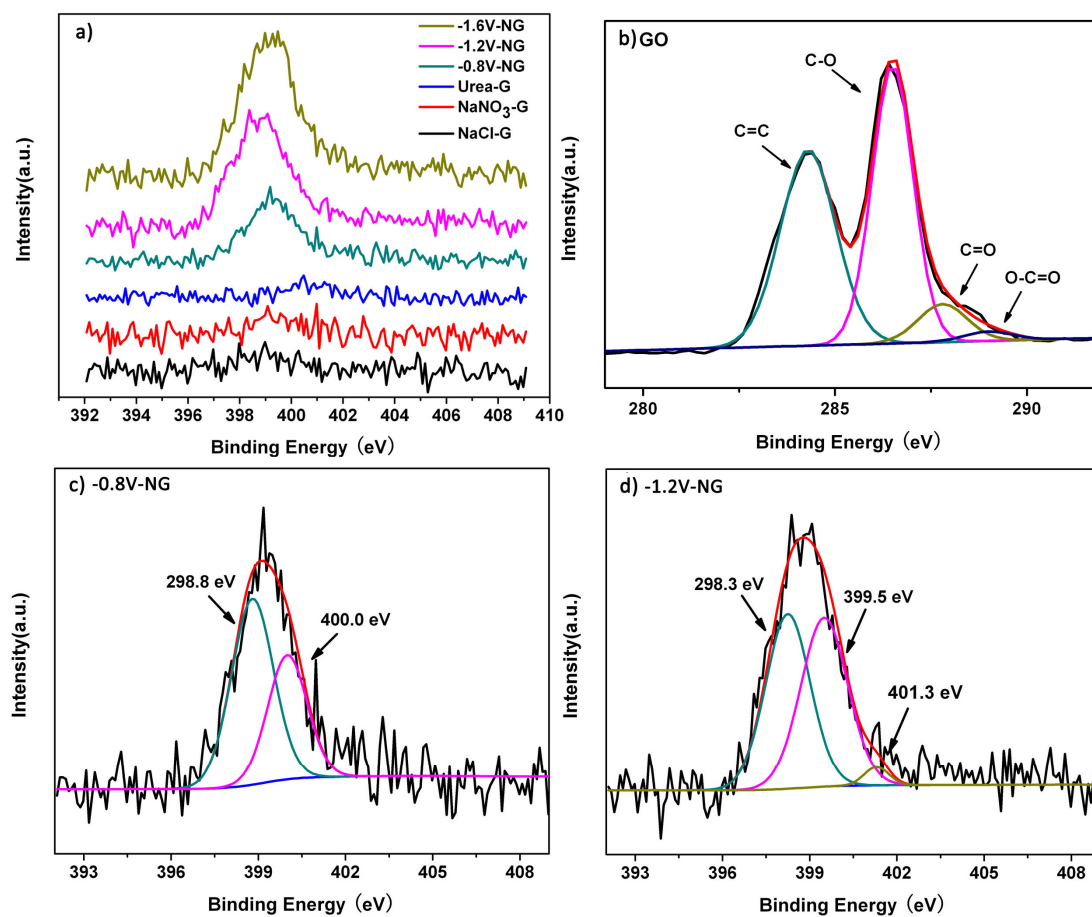 a)
-1.6V-NG
-1.2V-NG
-0.8V-NG
Urea-G
NaNO3-G
NaCl-G
Intensity(a.u.)
392 394 396 398 400 402 404 406 408 410
Binding Energy (eV)
b) GO
C-O
C=C
C=O
O-C=O
Intensity(a.u.)
280 285 290
Binding Energy (eV)
c) -0.8V-NG
298.8 eV
400.0 eV
Intensity(a.u.)
393 396 399 402 405 408
Binding Energy (eV)
d) -1.2V-NG
298.3 eV
399.5 eV
401.3 eV
Intensity(a.u.)
393 396 399 402 405 408
Binding Energy (eV)